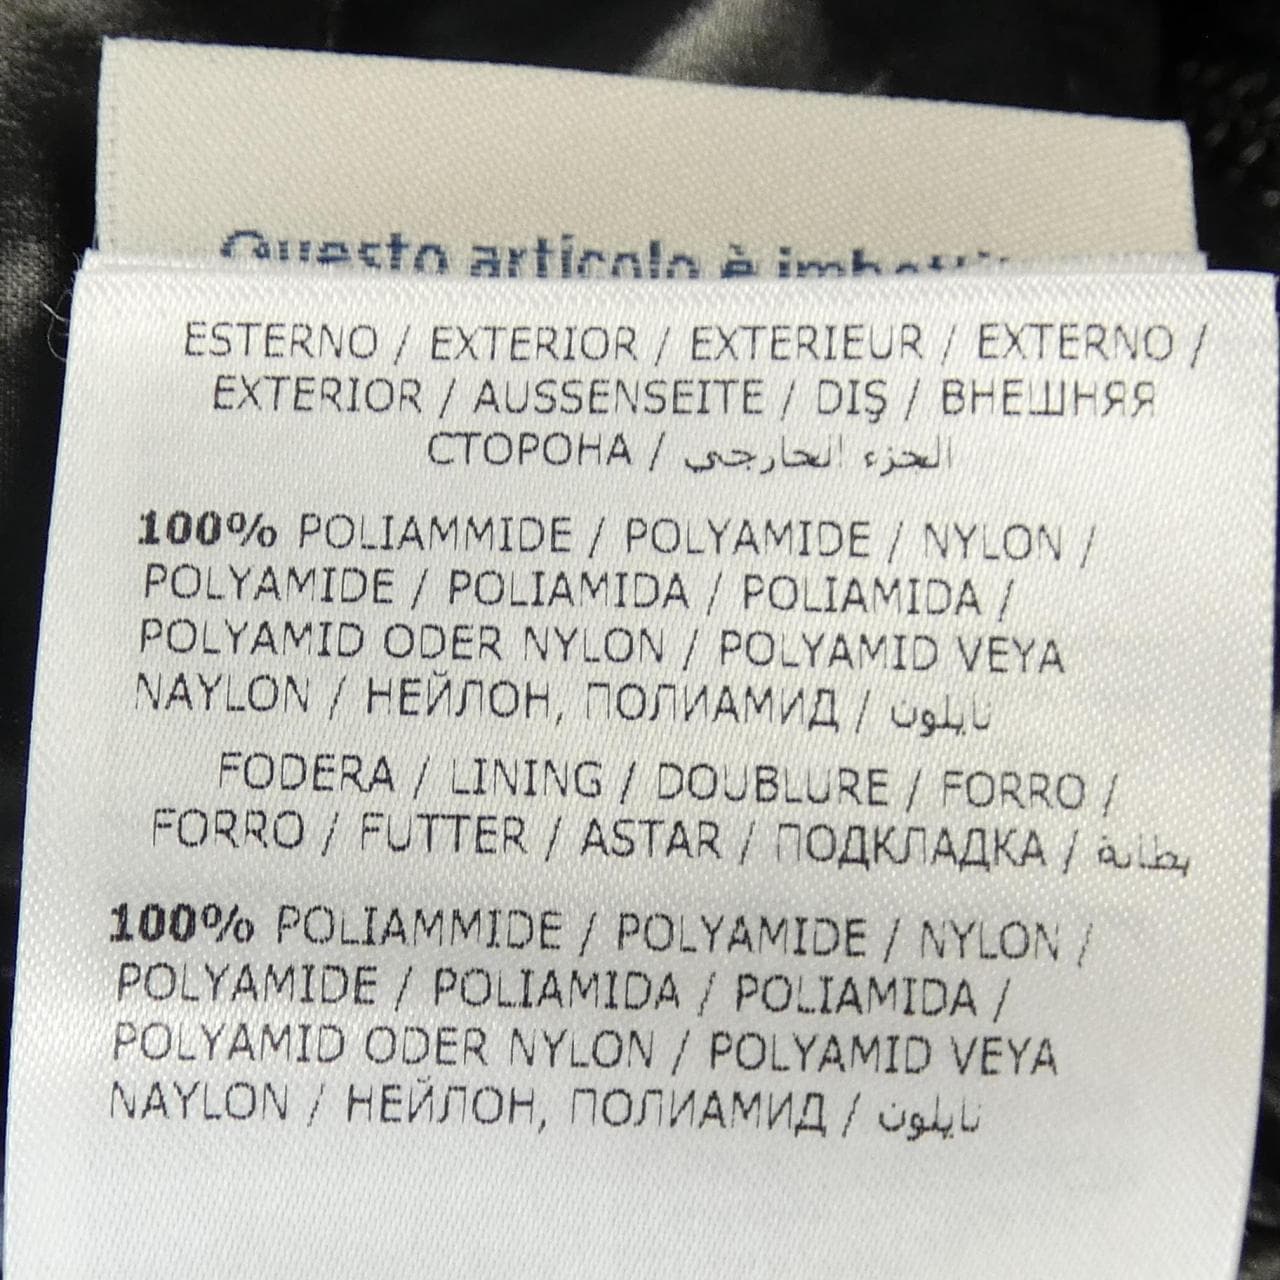 Questo articolo è
ESTERNO / EXTERIOR / EXTERIEUR / EXTERNO /
EXTERIOR / AUSSENSEITE / DIŞ / ВНЕШНЯЯ
СТОРОНА / الجزء الخارجي
100% POLIAMMIDE / POLYAMIDE / NYLON /
POLYAMIDE / POLIAMIDA / POLIAMIDA /
POLYAMID ODER NYLON / POLYAMID VEYA
NAYLON / НЕЙЛОН, ПОЛИАМИД / نايلون
FODERA / LINING / DOUBLURE / FORRO /
FORRO / FUTTER / ASTAR / ПОДКЛАДКА / بطانة
100% POLIAMMIDE / POLYAMIDE / NYLON /
POLYAMIDE / POLIAMIDA / POLIAMIDA /
POLYAMID ODER NYLON / POLYAMID VEYA
NAYLON / НЕЙЛОН, ПОЛИАМИД / نايلون